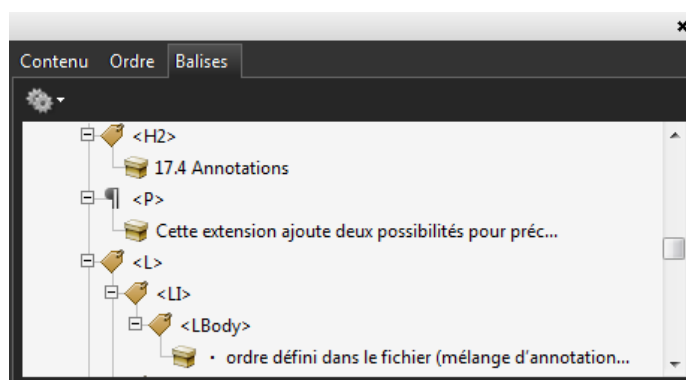 Contenu Ordre Balises
<H2>
17.4 Annotations
<P>
Cette extension ajoute deux possibilités pour préc...
<L>
<LI>
<LBody>
· ordre défini dans le fichier (mélange d'annotation...